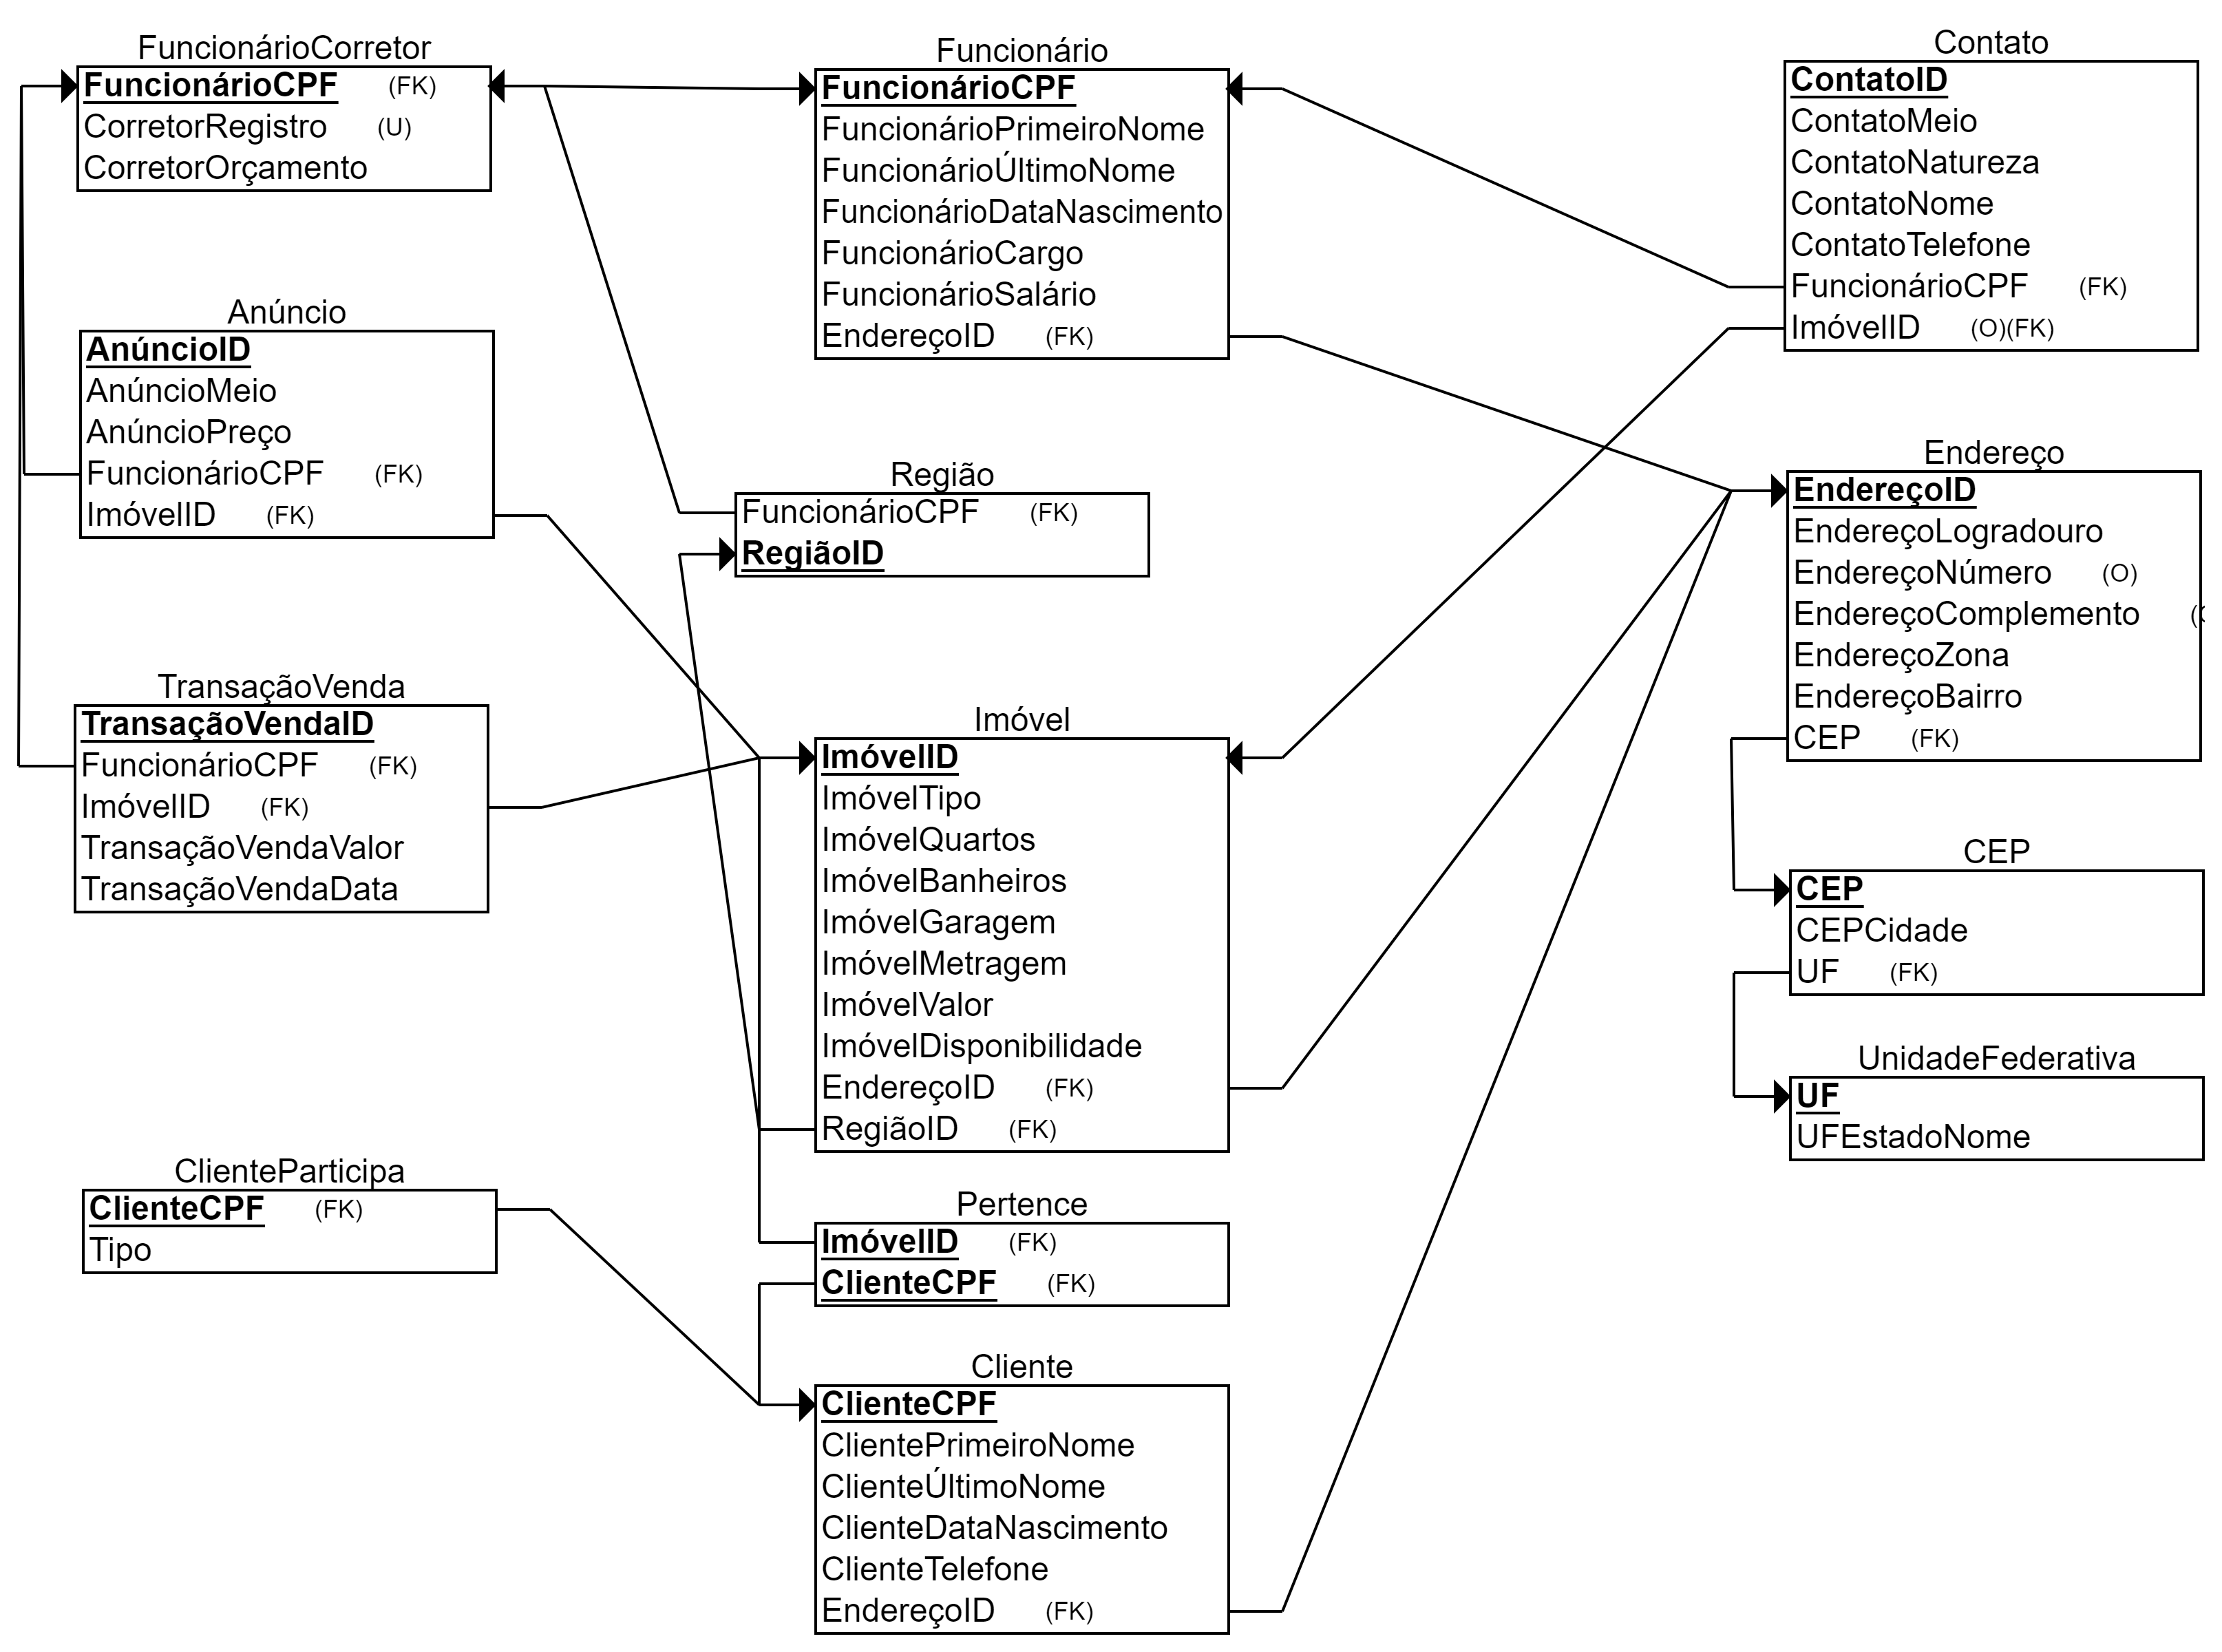 FuncionárioCorretor
FuncionárioCPF (FK)
CorretorRegistro (U)
CorretorOrçamento
Anúncio
AnúncioID
AnúncioMeio
AnúncioPreço
FuncionárioCPF (FK)
ImóvelID (FK)
TransaçãoVenda
TransaçãoVendaID
FuncionárioCPF (FK)
ImóvelID (FK)
TransaçãoVendaValor
TransaçãoVendaData
ClienteParticipa
ClienteCPF (FK)
Tipo
Funcionário
FuncionárioCPF
FuncionárioPrimeiroNome
FuncionárioÚltimoNome
FuncionárioDataNascimento
FuncionárioCargo
FuncionárioSalário
EndereçoID (FK)
Região
FuncionárioCPF (FK)
RegiãoID
Imóvel
ImóvelID
ImóvelTipo
ImóvelQuartos
ImóvelBanheiros
ImóvelGaragem
ImóvelMetragem
ImóvelValor
ImóvelDisponibilidade
EndereçoID (FK)
RegiãoID (FK)
Pertence
ImóvelID (FK)
ClienteCPF (FK)
Cliente
ClienteCPF
ClientePrimeiroNome
ClienteÚltimoNome
ClienteDataNascimento
ClienteTelefone
EndereçoID (FK)
Contato
ContatoID
ContatoMeio
ContatoNatureza
ContatoNome
ContatoTelefone
FuncionárioCPF (FK)
ImóvelID (O)(FK)
Endereço
EndereçoID
EndereçoLogradouro
EndereçoNúmero (O)
EndereçoComplemento
EndereçoZona
EndereçoBairro
CEP (FK)
CEP
CEP
CEPCidade
UF (FK)
UnidadeFederativa
UF
UFEstadoNome